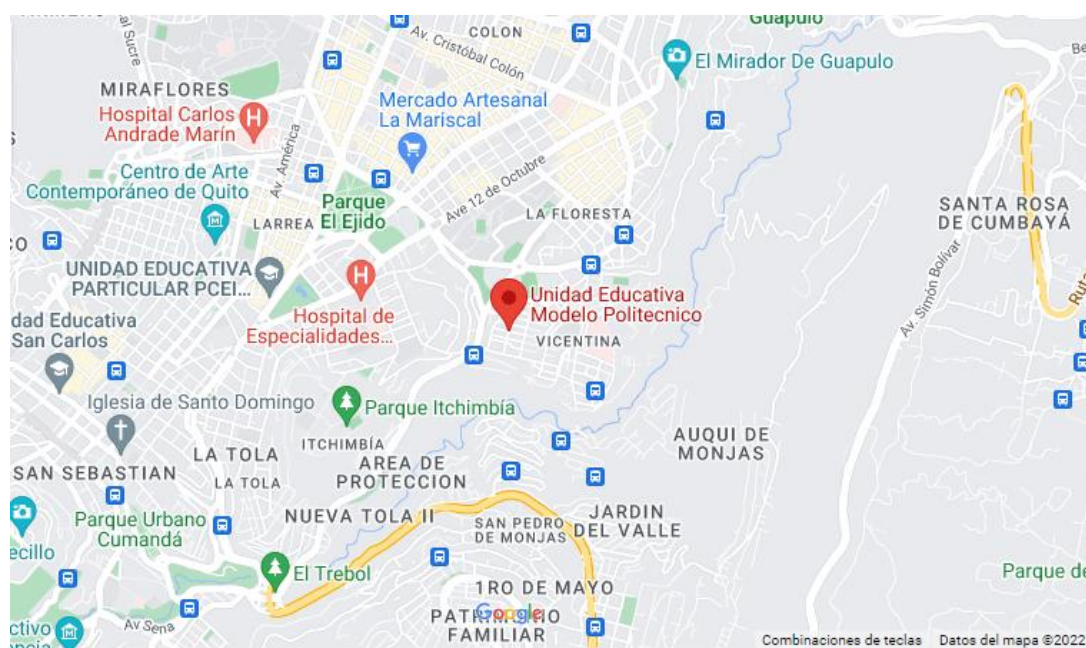 Guapulo
COLON
Av. Cristóbal Colón
El Mirador De Guapulo
MIRAFLORES
Hospital Carlos
Andrade Marín
Mercado Artesanal
La Mariscal
Av. América
Centro de Arte
Contemporáneo de Quito
Parque
El Ejido
Ave 12 de Octubre
LARREA
LA FLORESTA
SANTA ROSA
DE CUMBAYÁ
UNIDAD EDUCATIVA
PARTICULAR PCEI...
Av. Simón Bolívar
Hospital de
Especialidades...
Unidad Educativa
Modelo Politecnico
VICENTINA
dad Educativa
San Carlos
Iglesia de Santo Domingo
Parque Itchimbía
ITCHIMBÍA
AUQUI DE
MONJAS
LA TOLA
AREA DE
PROTECCION
SAN SEBASTIAN
LA TOLA
NUEVA TOLA II
SAN PEDRO
DE MONJAS
JARDIN
DEL VALLE
Parque Urbano
Cumandá
ecillo
El Trebol
1RO DE MAYO
Parque de
PATRIMONIO
FAMILIAR
Google
Av Sena
ctivo
Combinaciones de teclas
Datos del mapa ©2022